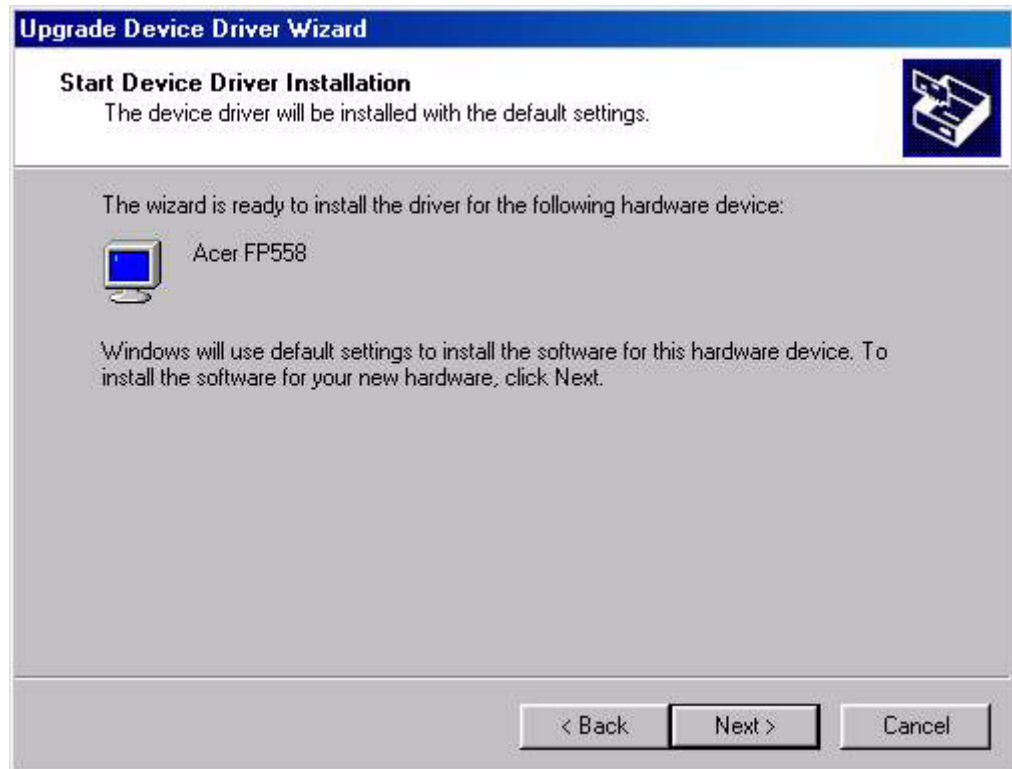 Upgrade Device Driver Wizard
Start Device Driver Installation
The device driver will be installed with the default settings.
The wizard is ready to install the driver for the following hardware device:
Acer FP558
Windows will use default settings to install the software for this hardware device. To
install the software for your new hardware, click Next.
< Back Next > Cancel